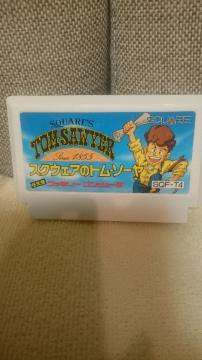 SQUARE'S
SQUARE
TOM SAWYER
Since 1855
スクウェアのトム・ソーヤ
ファミリー コンピュータ
SQF-T4